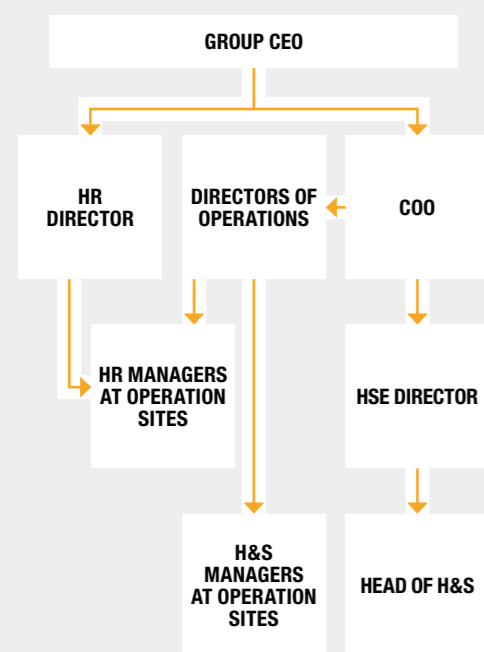 GROUP CEO
HR
DIRECTOR
DIRECTORS OF
OPERATIONS
COO
HR MANAGERS
AT OPERATION
SITES
HSE DIRECTOR
H&S
MANAGERS
AT OPERATION
SITES
HEAD OF H&S